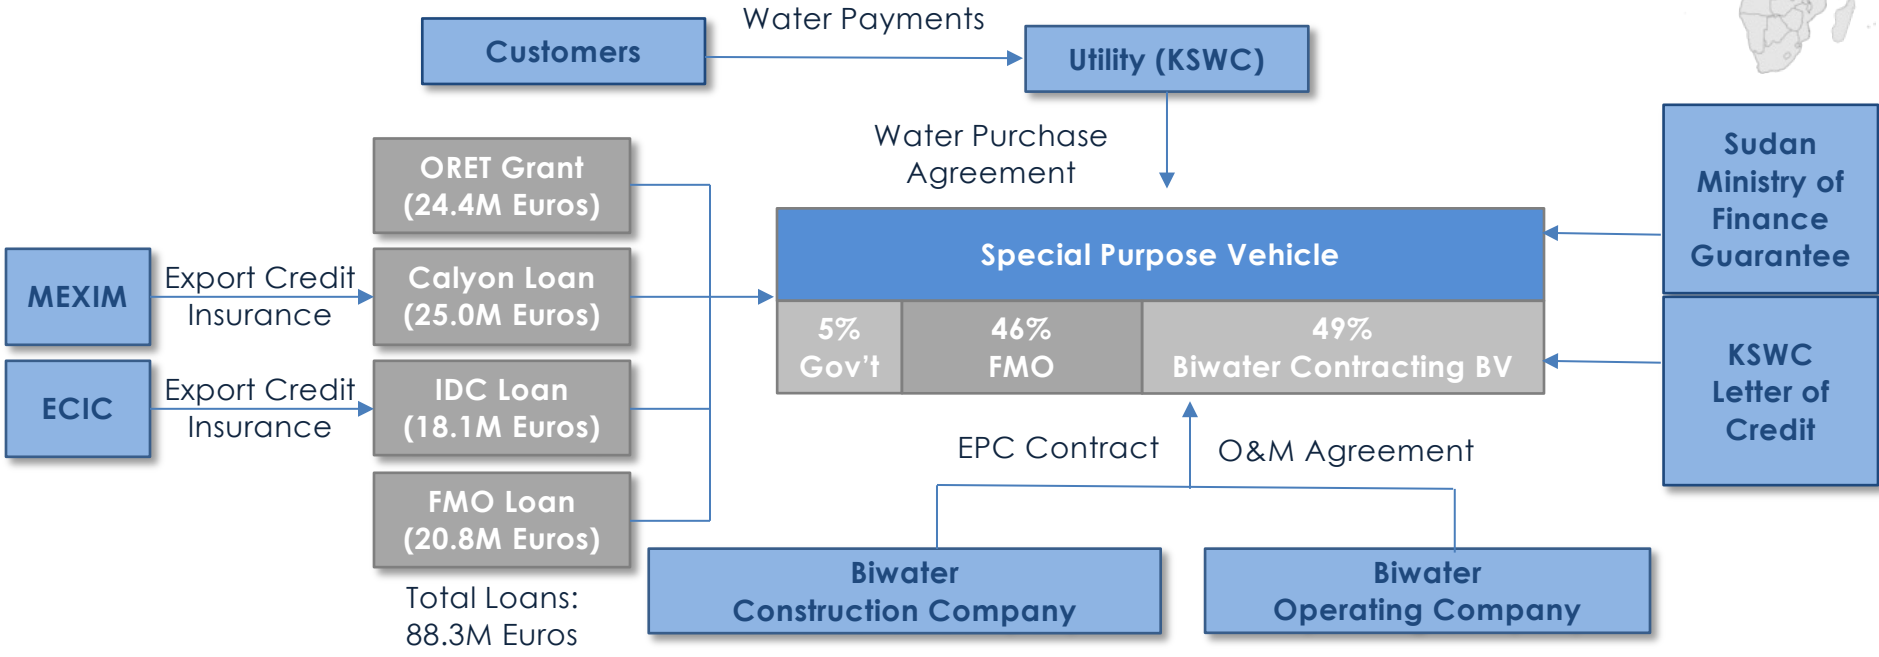 Water Payments
Customers
Utility (KSWC)
Water Purchase
Agreement
ORET Grant
(24.4M Euros)
MEXIM
Export Credit
Insurance
Calyon Loan
(25.0M Euros)
ECIC
Export Credit
Insurance
IDC Loan
(18.1M Euros)
FMO Loan
(20.8M Euros)
Total Loans:
88.3M Euros
Special Purpose Vehicle
5%
Gov’t
46%
FMO
49%
Biwater Contracting BV
Sudan
Ministry of
Finance
Guarantee
KSWC
Letter of
Credit
EPC Contract
O&M Agreement
Biwater
Construction Company
Biwater
Operating Company